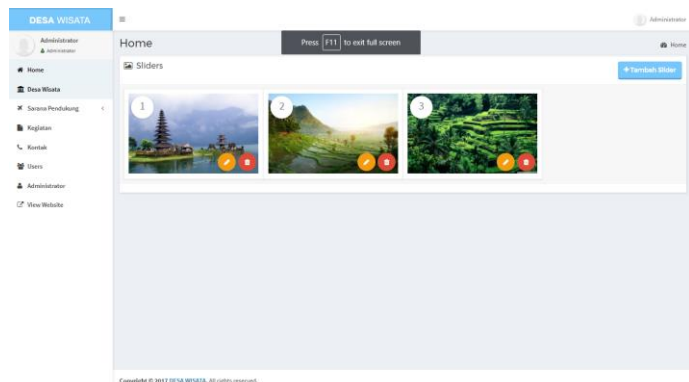 DESA WISATA
Administrator
Administrator
Administrator
Home
Press F11 to exit full screen
Home
Home
Sliders
+Tambah Slider
Desa Wisata
Sarana Pendukung
Kegiatan
Kontak
Users
Administrator
View Website
1
2
3
Copyright © 2017 DESA WISATA. All rights reserved.